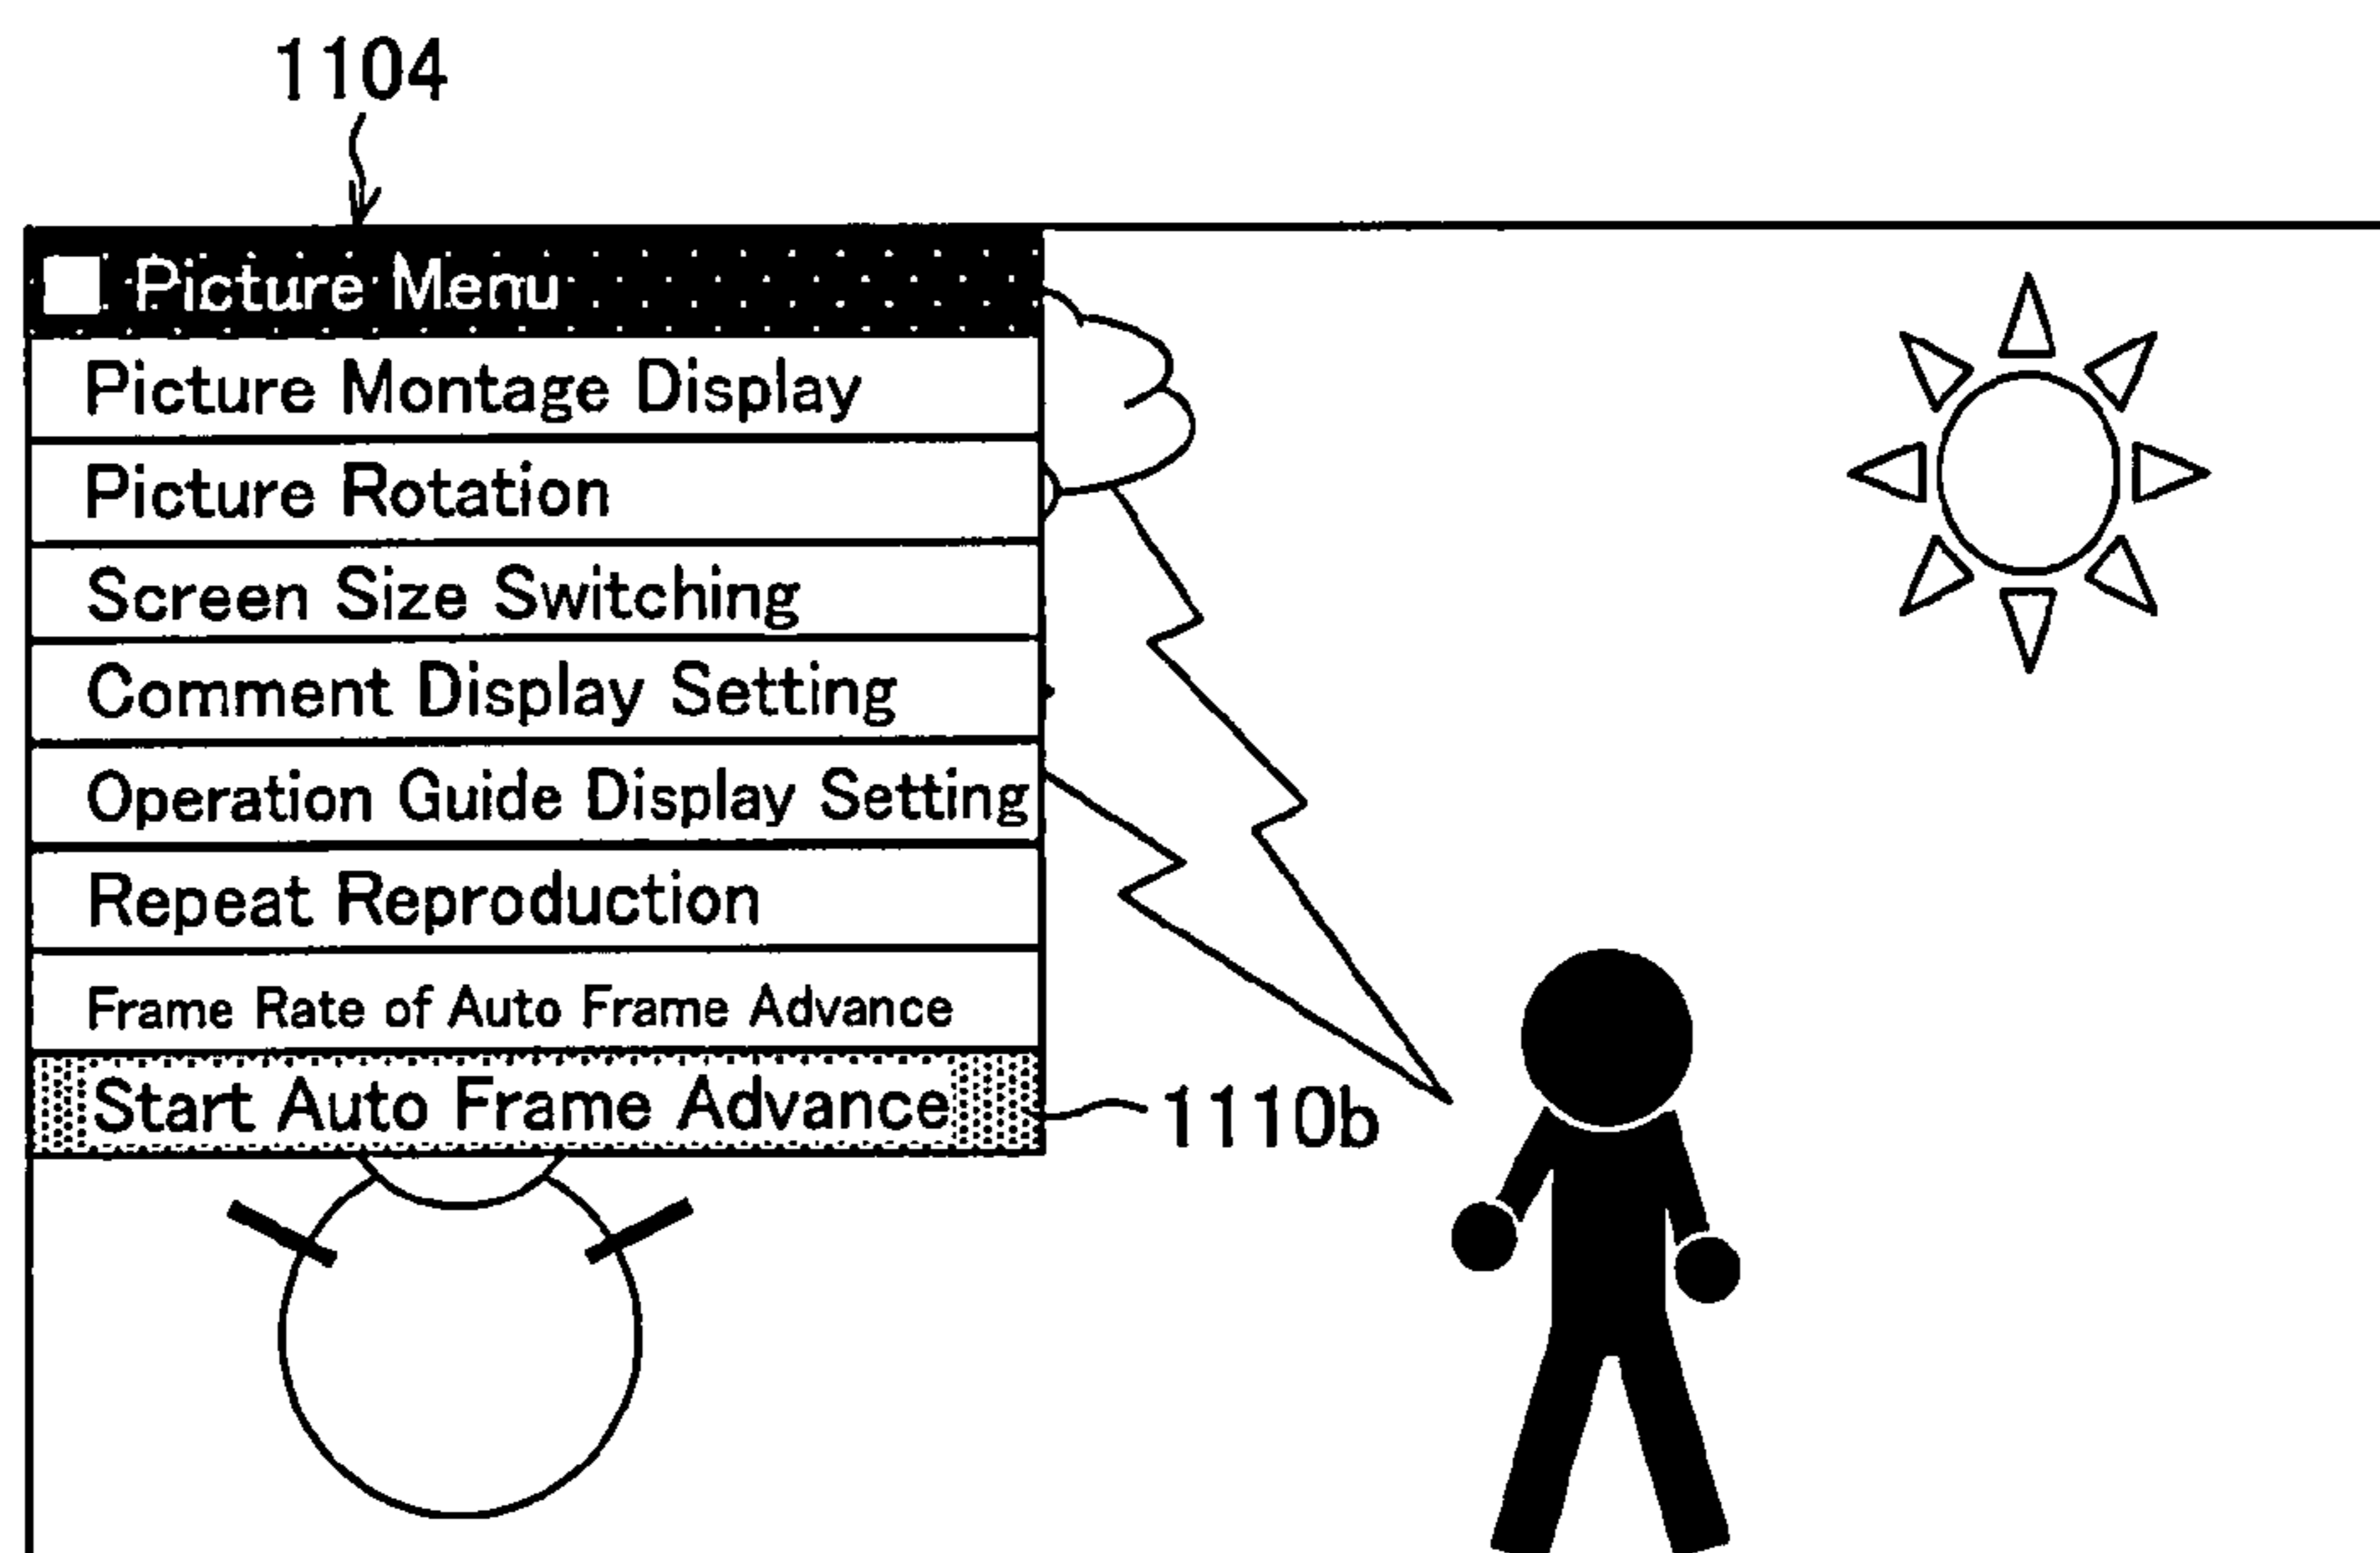 1104
Picture Menu
Picture Montage Display
Picture Rotation
Screen Size Switching
Comment Display Setting
Operation Guide Display Setting
Repeat Reproduction
Frame Rate of Auto Frame Advance
Start Auto Frame Advance
1110b